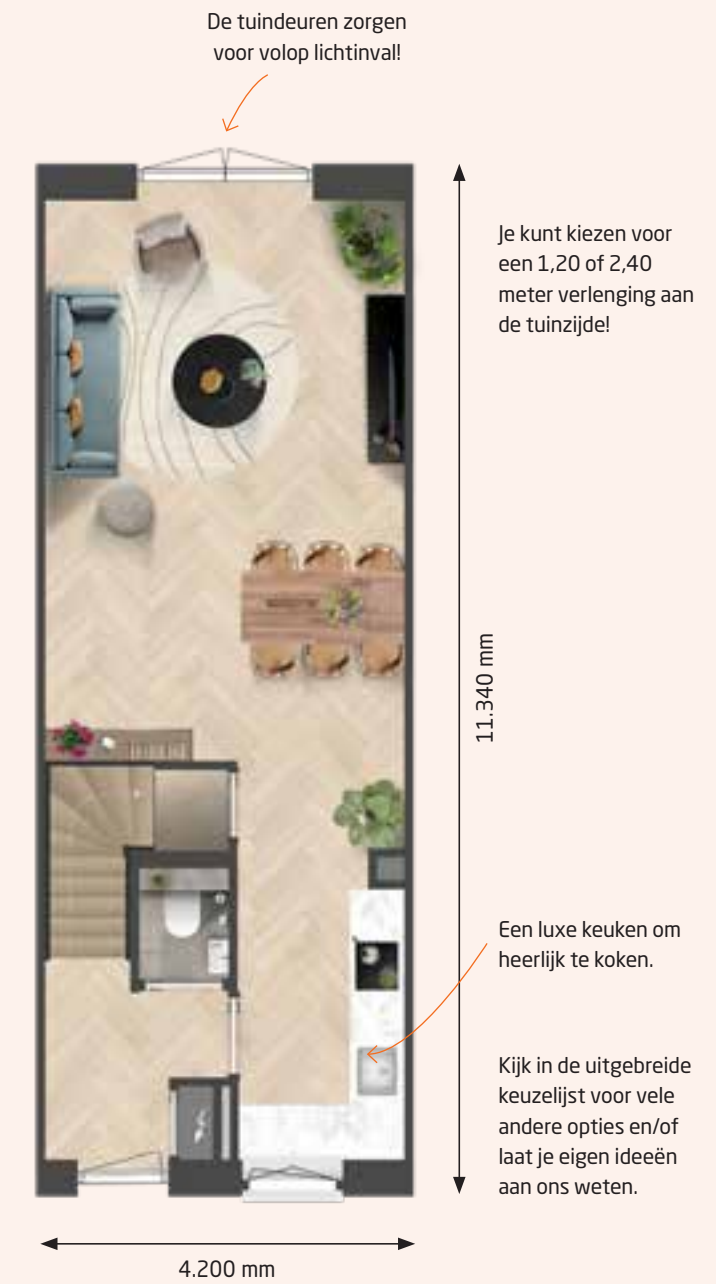 De tuindeuren zorgen
voor volop lichtinval!
Je kunt kiezen voor
een 1,20 of 2,40
meter verlenging aan
de tuinzijde!
11.340 mm
Een luxe keuken om
heerlijk te koken.
Kijk in de uitgebreide
keuzelijst voor vele
andere opties en/of
laat je eigen ideeën
aan ons weten.
4.200 mm